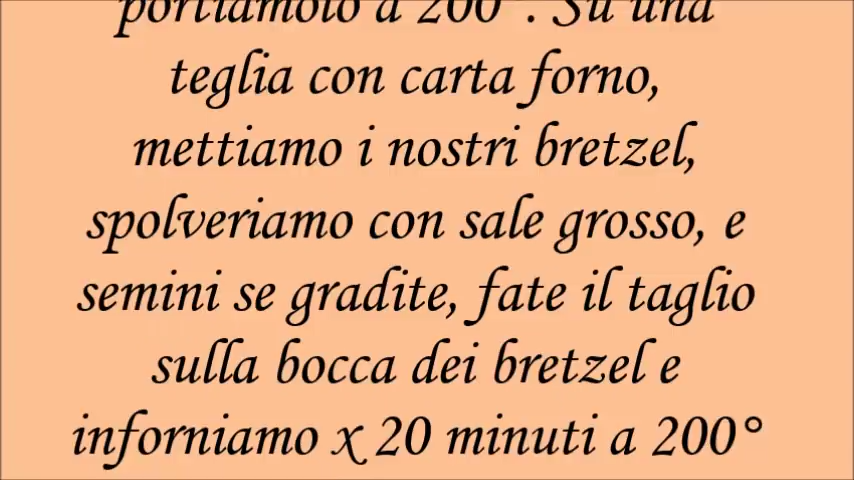 portiamolo a 200°. Su una
teglia con carta forno,
mettiamo i nostri bretzel,
spolveriamo con sale grosso, e
semini se gradite, fate il taglio
sulla bocca dei bretzel e
inforniamo x 20 minuti a 200°